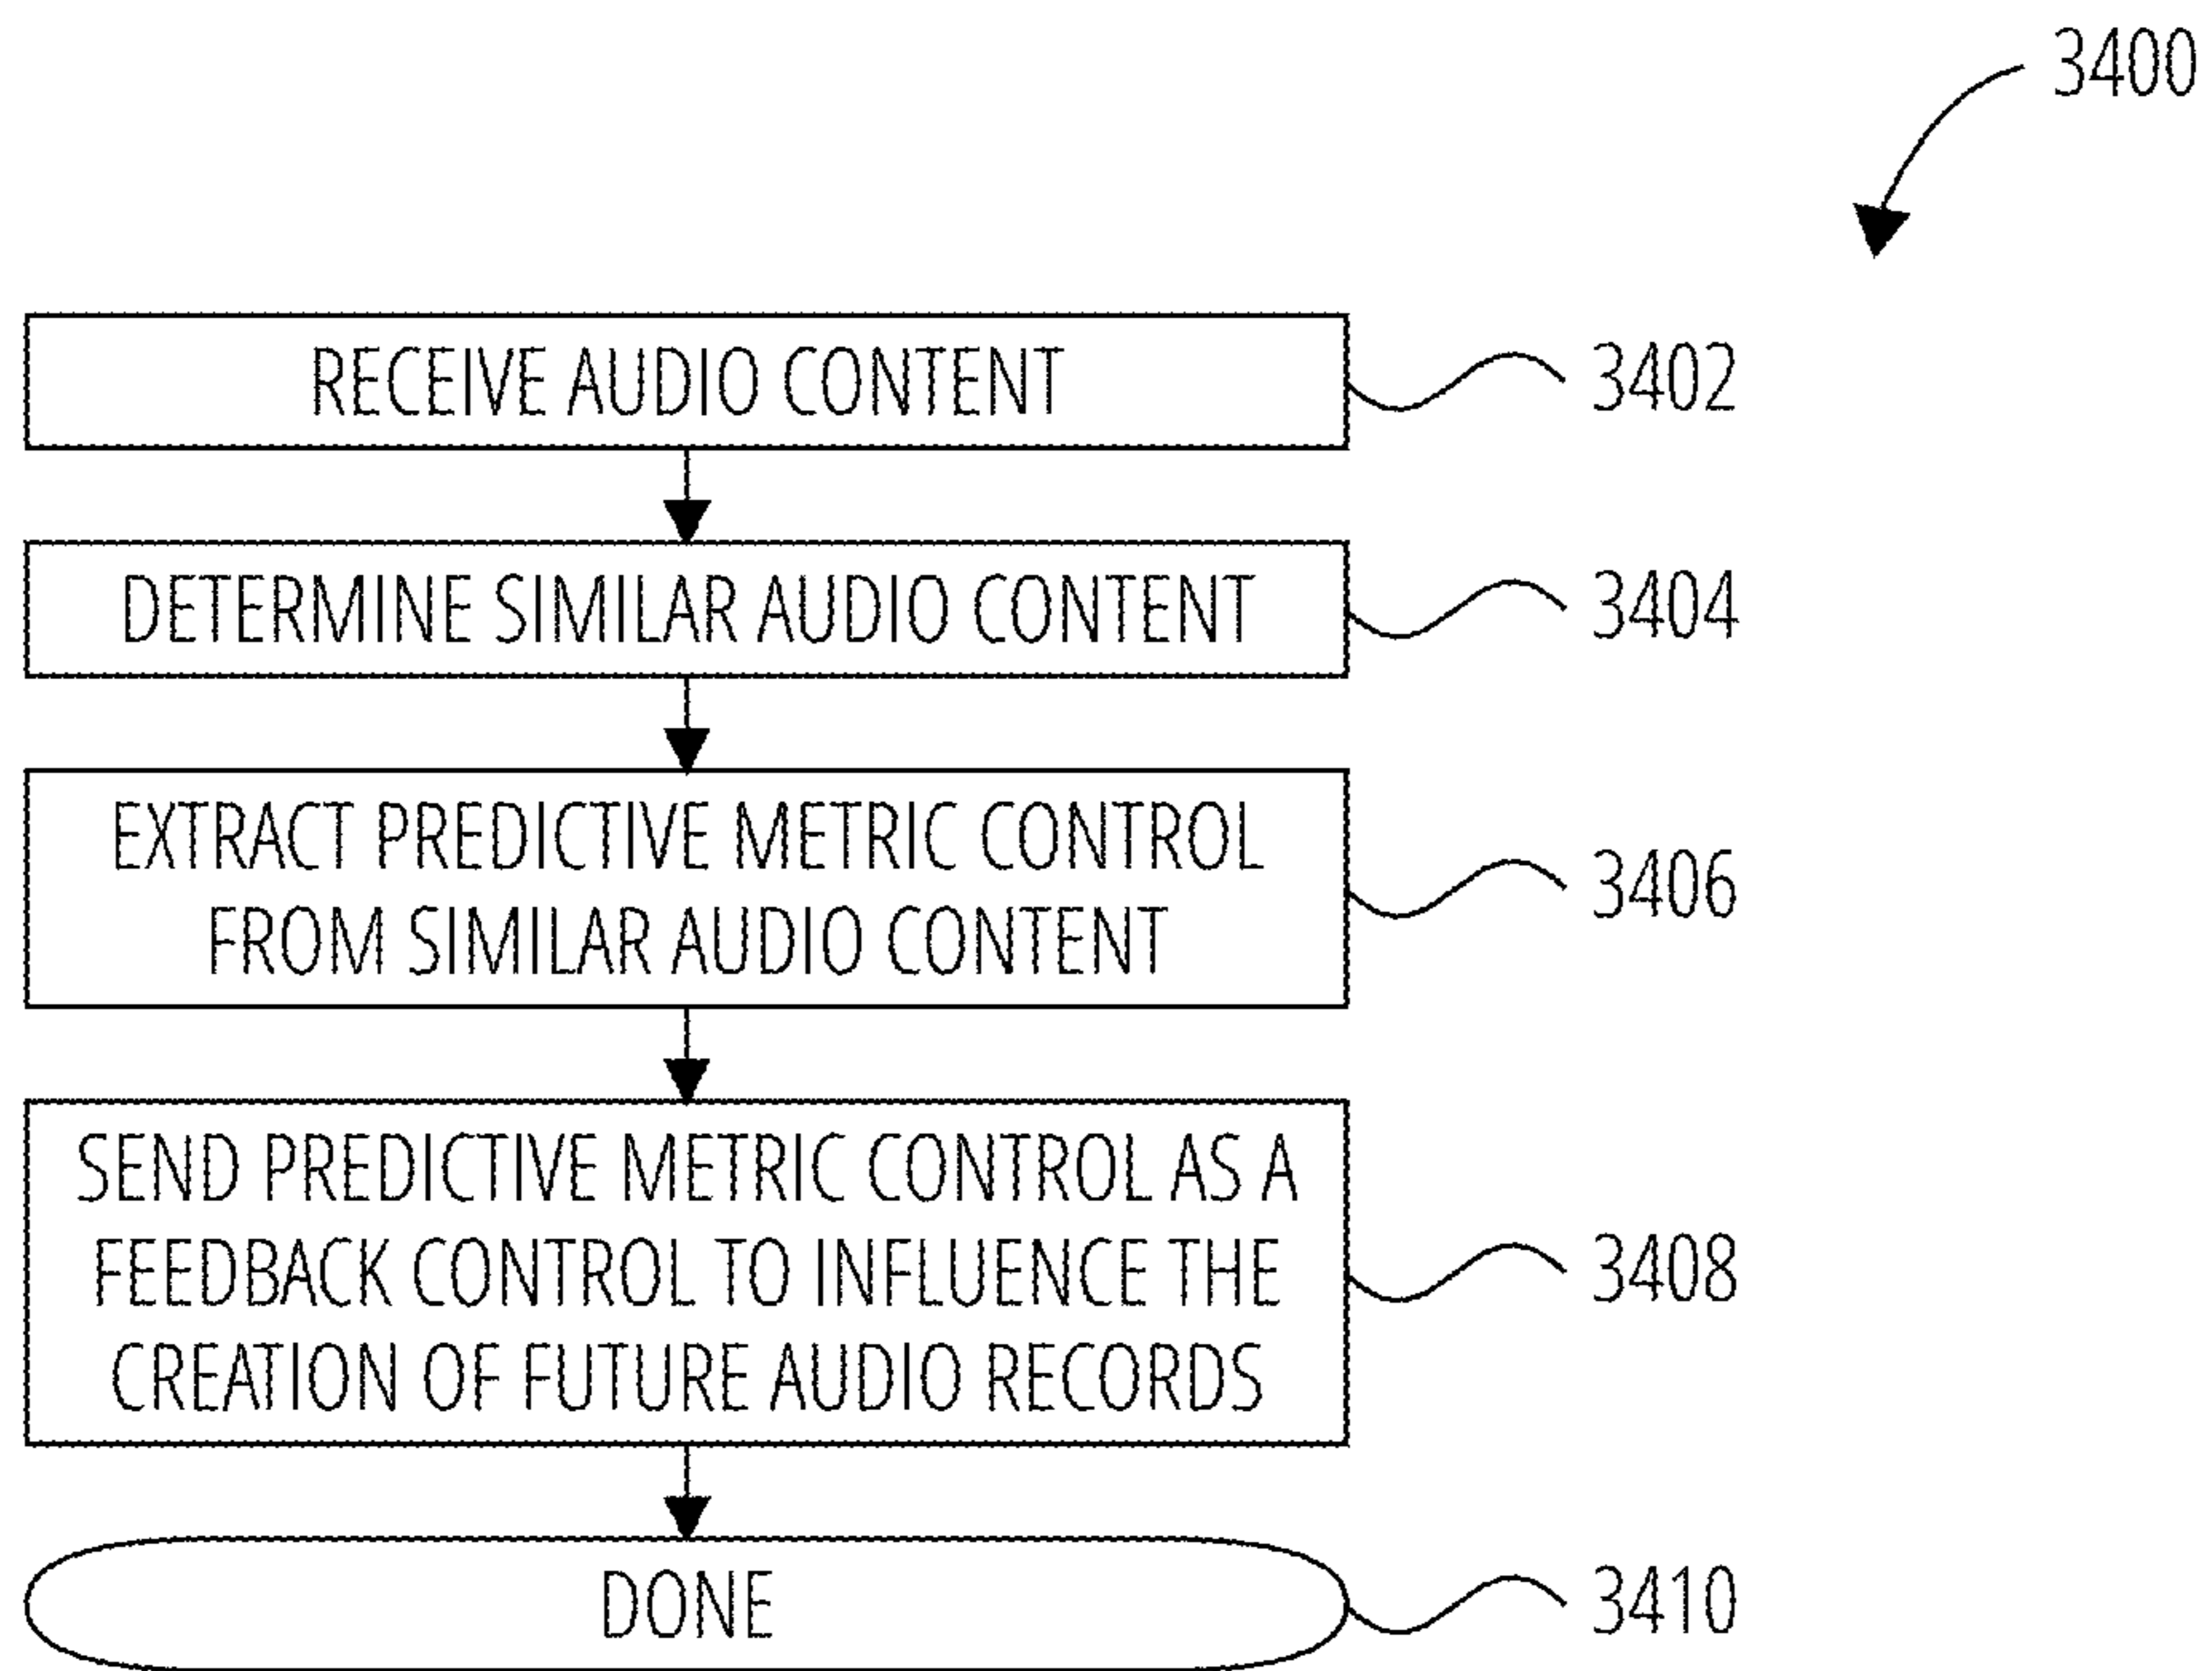 3400
RECEIVE AUDIO CONTENT
3402
DETERMINE SIMILAR AUDIO CONTENT
3404
EXTRACT PREDICTIVE METRIC CONTROL
FROM SIMILAR AUDIO CONTENT
3406
SEND PREDICTIVE METRIC CONTROL AS A
FEEDBACK CONTROL TO INFLUENCE THE
CREATION OF FUTURE AUDIO RECORDS
3408
DONE
3410